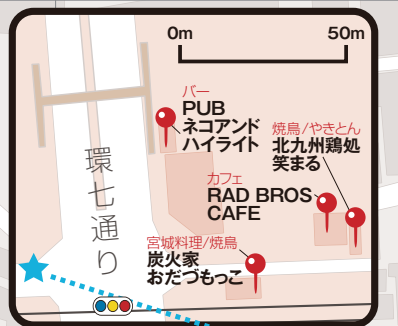 0m 50m
バー
PUB
ネコアンド
ハイライト
焼鳥/やきとん
北九州鶏処
笑まる
カフェ
RAD BROS
CAFE
環七通り
宮城料理/焼鳥
炭火家
おだづもっこ